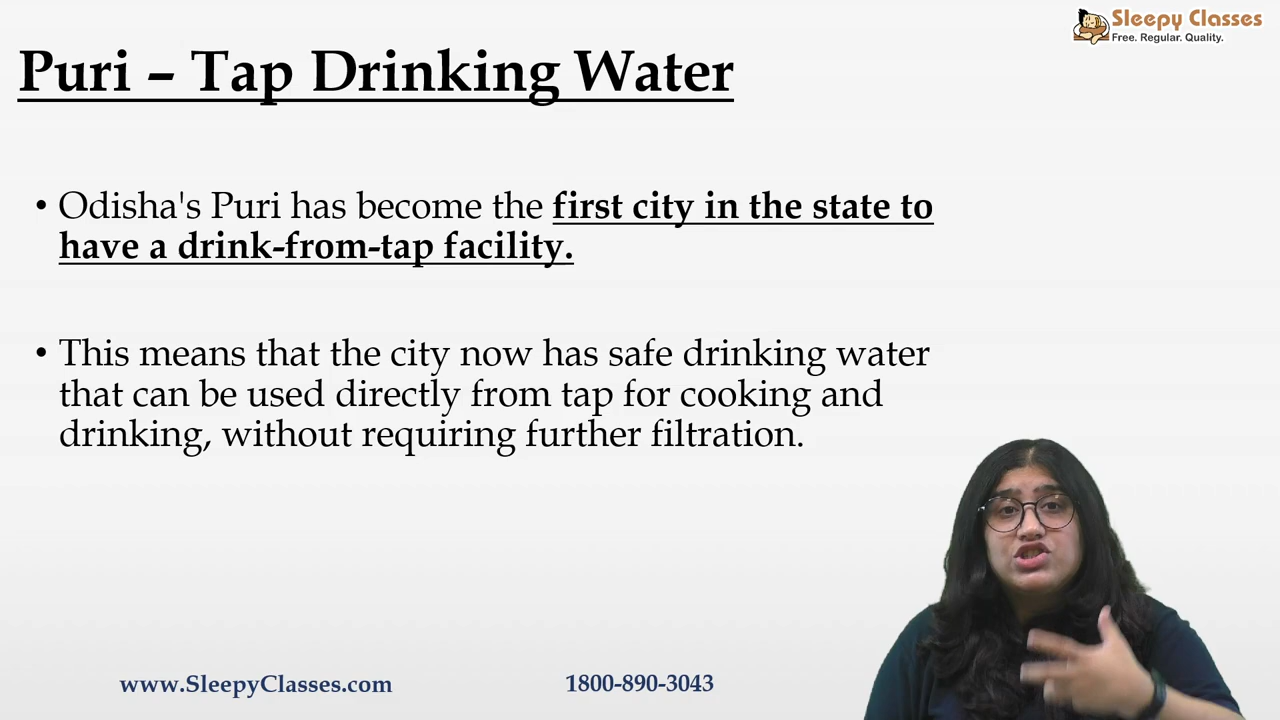 Sleepy Classes
Free. Regular. Quality.
Puri – Tap Drinking Water
• Odisha's Puri has become the first city in the state to
have a drink-from-tap facility.
• This means that the city now has safe drinking water
that can be used directly from tap for cooking and
drinking, without requiring further filtration.
www.SleepyClasses.com
1800-890-3043